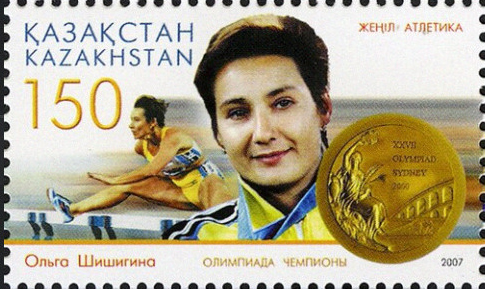 ҚАЗАҚСТАН
KAZAKHSTAN
150
ЖЕҢІЛ АТЛЕТИКА
XXVII
OLYMPIAD
SYDNEY
2000
Ольга Шишигина
ОЛИМПИАДА ЧЕМПИОНЫ
2007